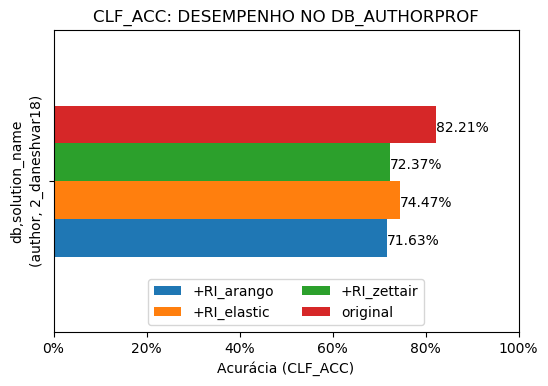 CLF_ACC: DESEMPENHO NO DB_AUTHORPROF
db,solution_name
(author, 2_daneshvar18)
82.21%
72.37%
74.47%
71.63%
+RI_arango
+RI_elastic
+RI_zettair
original
0%
20%
40%
60%
80%
100%
Acurácia (CLF_ACC)